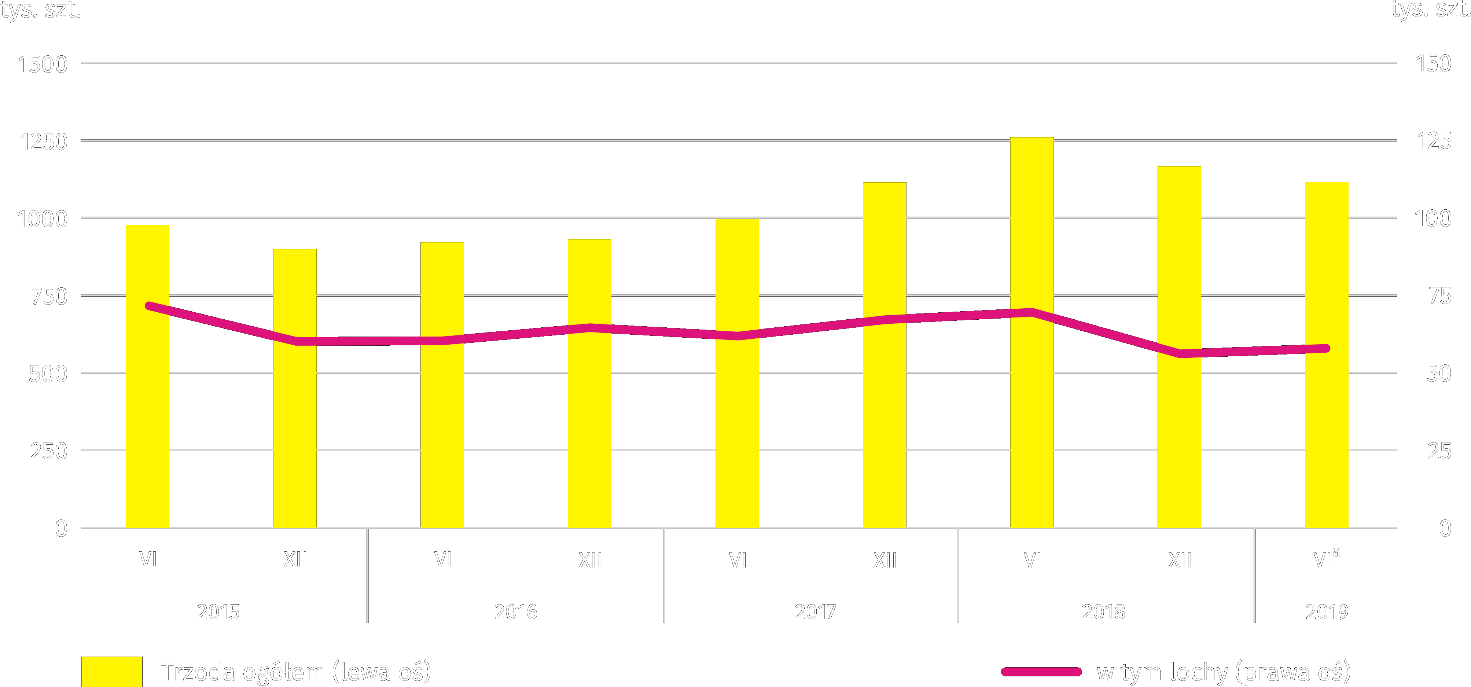 tys. szt. tys. szt.
1500 150
1250 125
1000 100
750 75
500 50
250 25
0 0
VI XII VI XII VI XII VI XII VI
2015 2016 2017 2018 2019
Trzoda ogółem (lewa oś) w tym lochy (prawa oś)